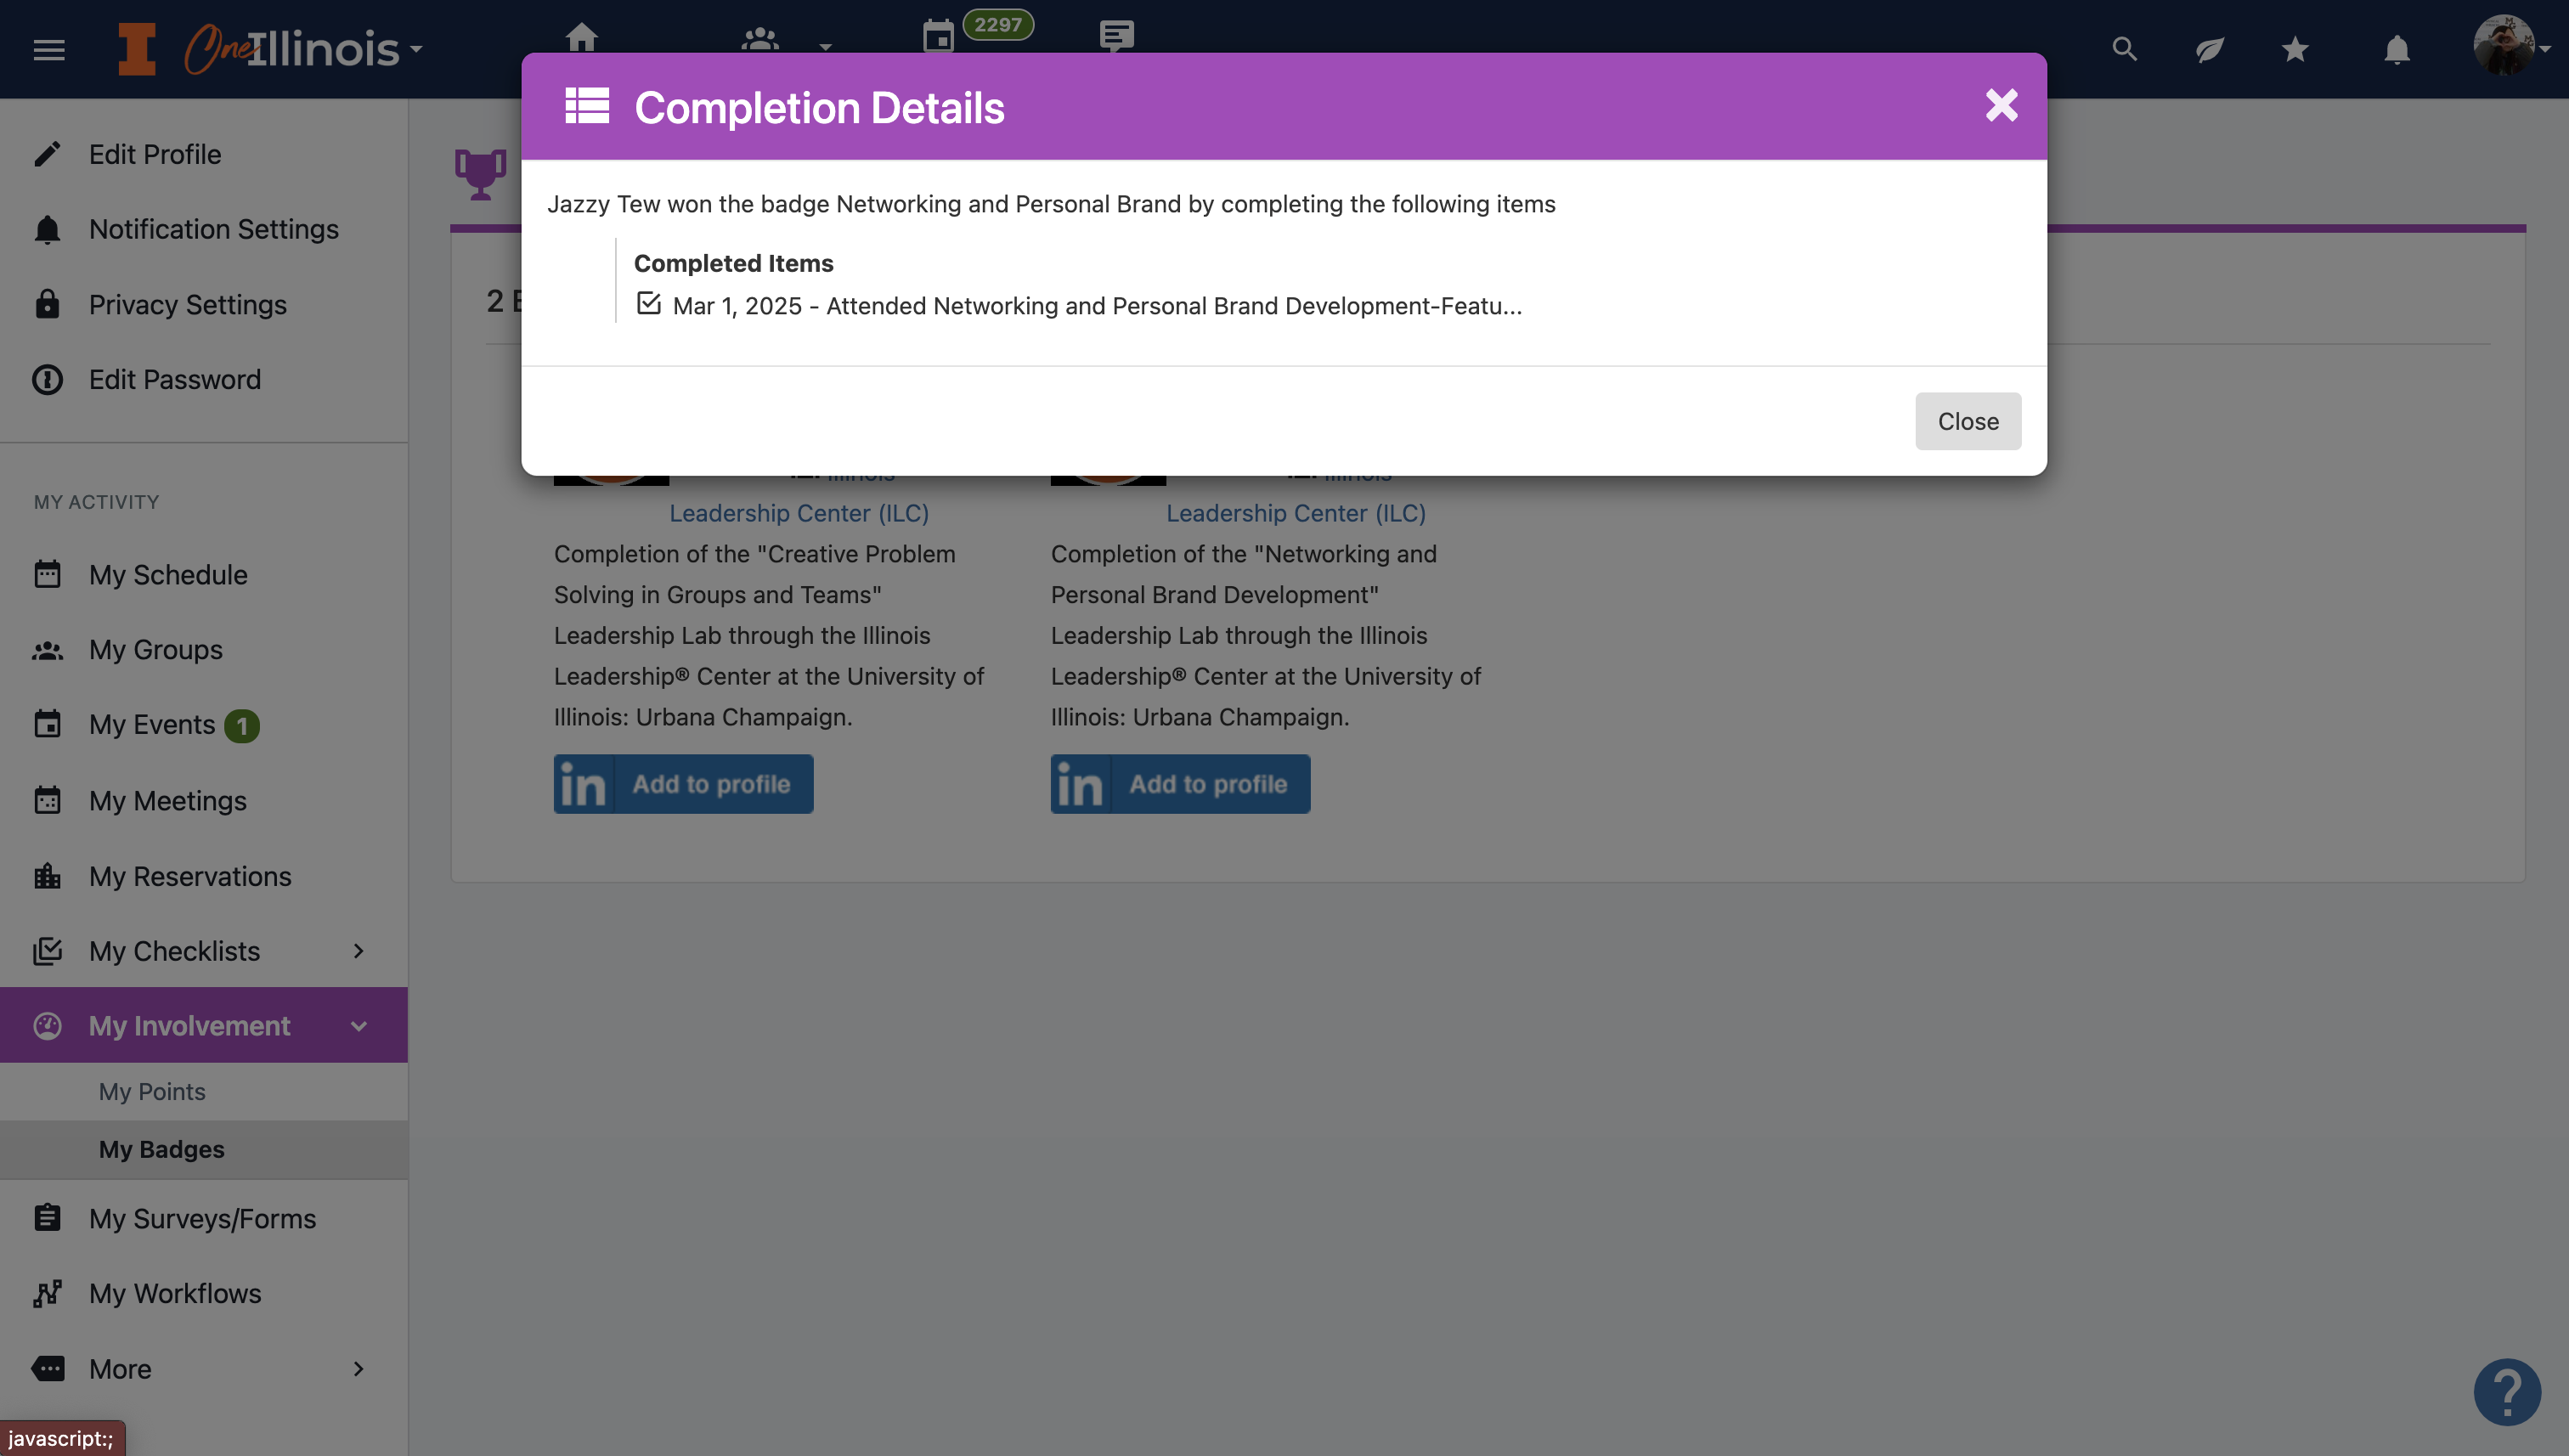 OneIllinois
2297
Completion Details
Edit Profile
Notification Settings
Privacy Settings
Edit Password
Jazzy Tew won the badge Networking and Personal Brand by completing the following items
Completed Items
Mar 1, 2025 - Attended Networking and Personal Brand Development-Featu...
Close
2
MY ACTIVITY
My Schedule
My Groups
My Events 1
My Meetings
My Reservations
My Checklists
My Involvement
My Points
My Badges
My Surveys/Forms
My Workflows
More
Illinois
Leadership Center (ILC)
Completion of the "Creative Problem
Solving in Groups and Teams"
Leadership Lab through the Illinois
Leadership® Center at the University of
Illinois: Urbana Champaign.
in Add to profile
Illinois
Leadership Center (ILC)
Completion of the "Networking and
Personal Brand Development"
Leadership Lab through the Illinois
Leadership® Center at the University of
Illinois: Urbana Champaign.
in Add to profile
?
javascript:;